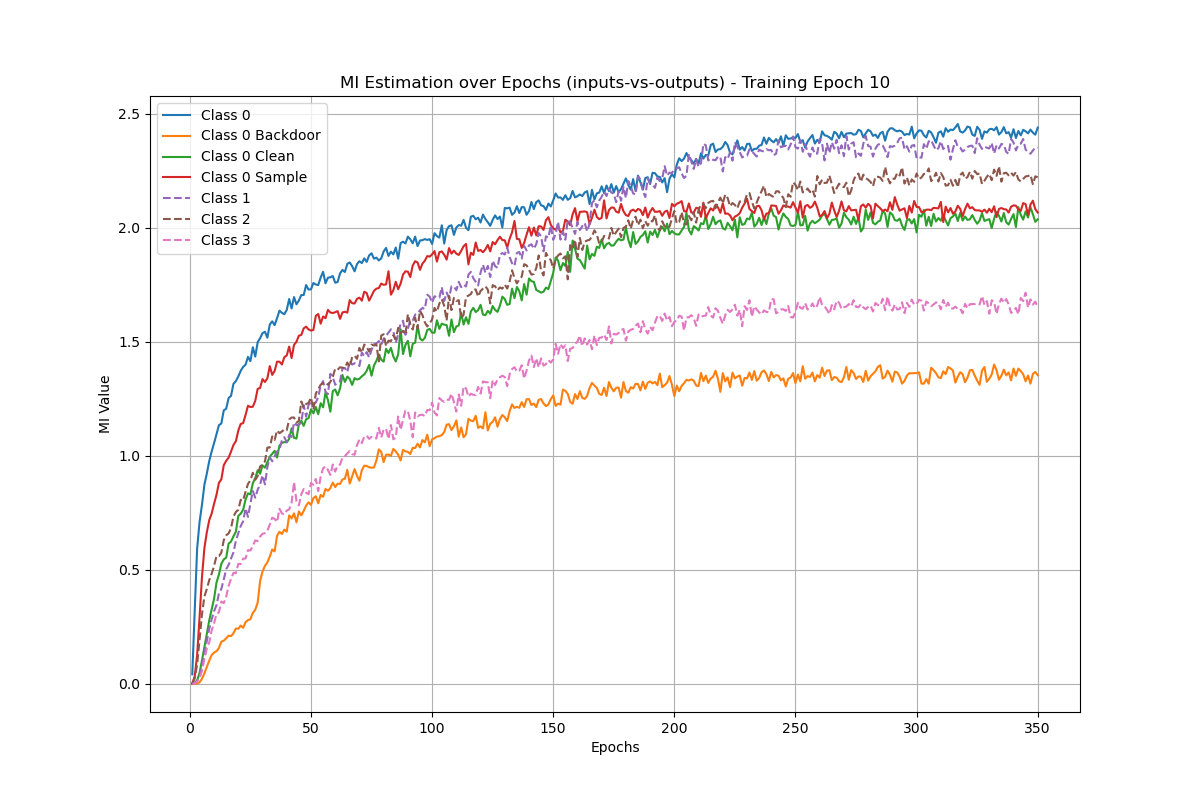 MI Estimation over Epochs (inputs-vs-outputs) - Training Epoch 10
2.5
2.0
1.5
1.0
0.5
0.0
MI Value
Class 0
Class 0 Backdoor
Class 0 Clean
Class 0 Sample
Class 1
Class 2
Class 3
0 50 100 150 200 250 300 350
Epochs